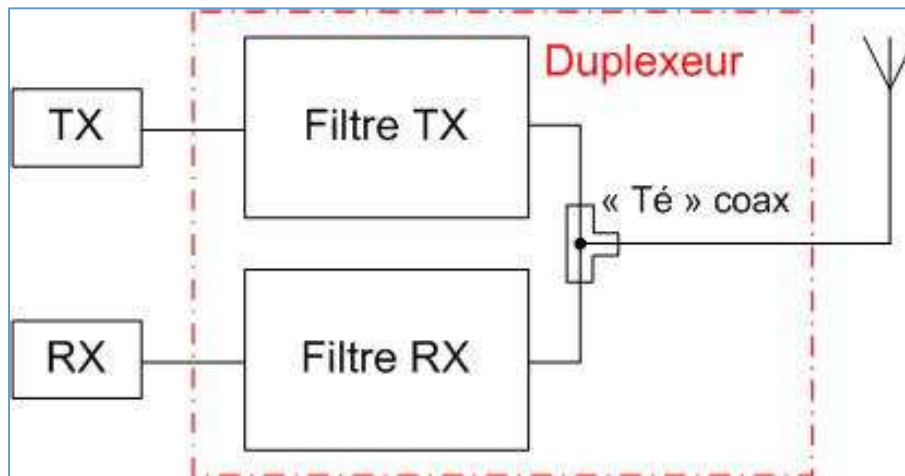 Duplexeur
TX
Filtre TX
« Té » coax
RX
Filtre RX